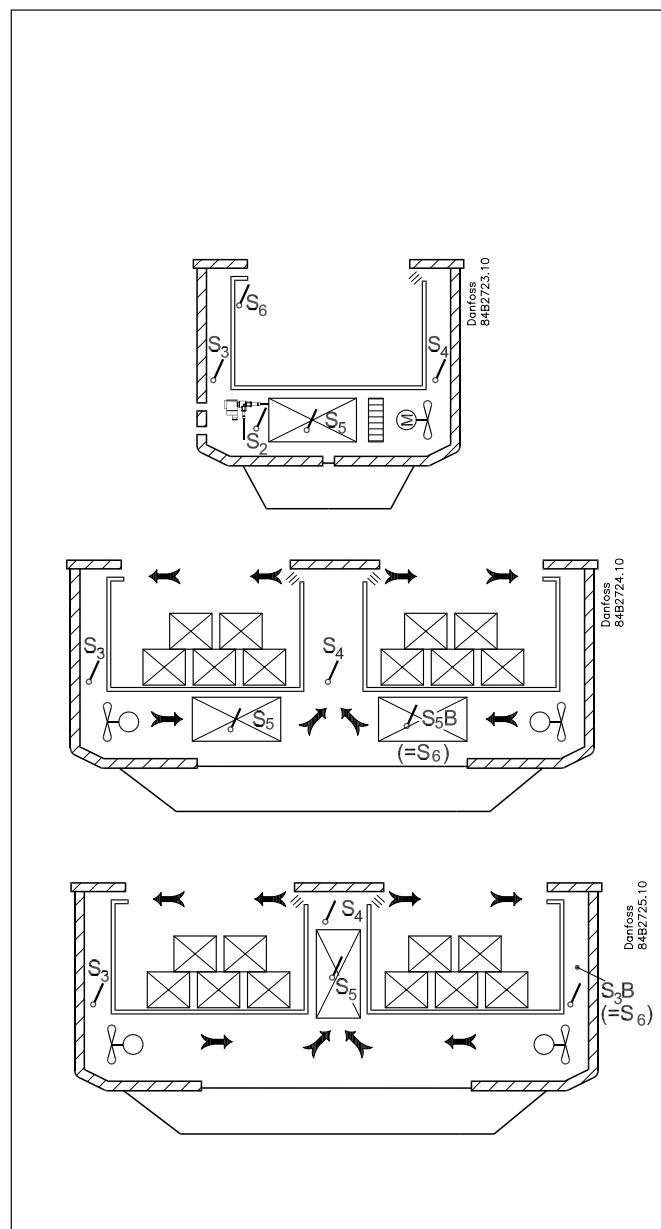 S6
S3
S4
M
S2
S5
Danfoss
84B2723.10
S3
S4
S5
S5B
(=S6)
Danfoss
84B2724.10
S4
S3
S5
S3B
(=S6)
Danfoss
84B2725.10